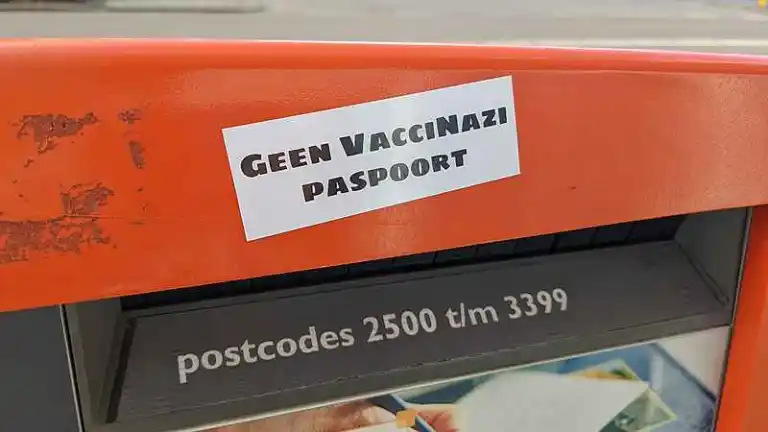 Geen VacciNazi
paspoort
postcodes 2500 t/m 3399